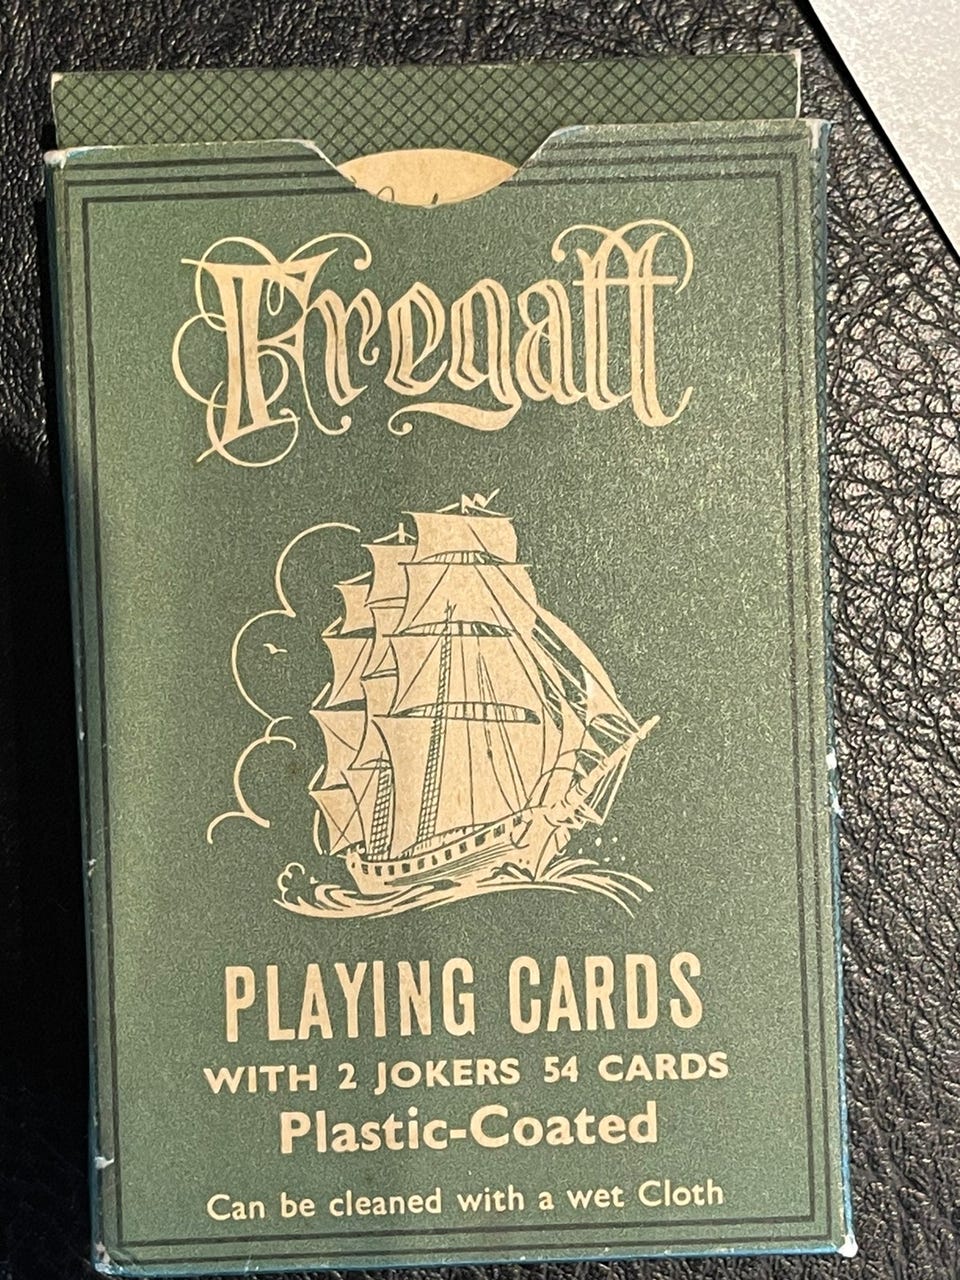 Fregatt
PLAYING CARDS
WITH 2 JOKERS 54 CARDS
Plastic-Coated
Can be cleaned with a wet Cloth